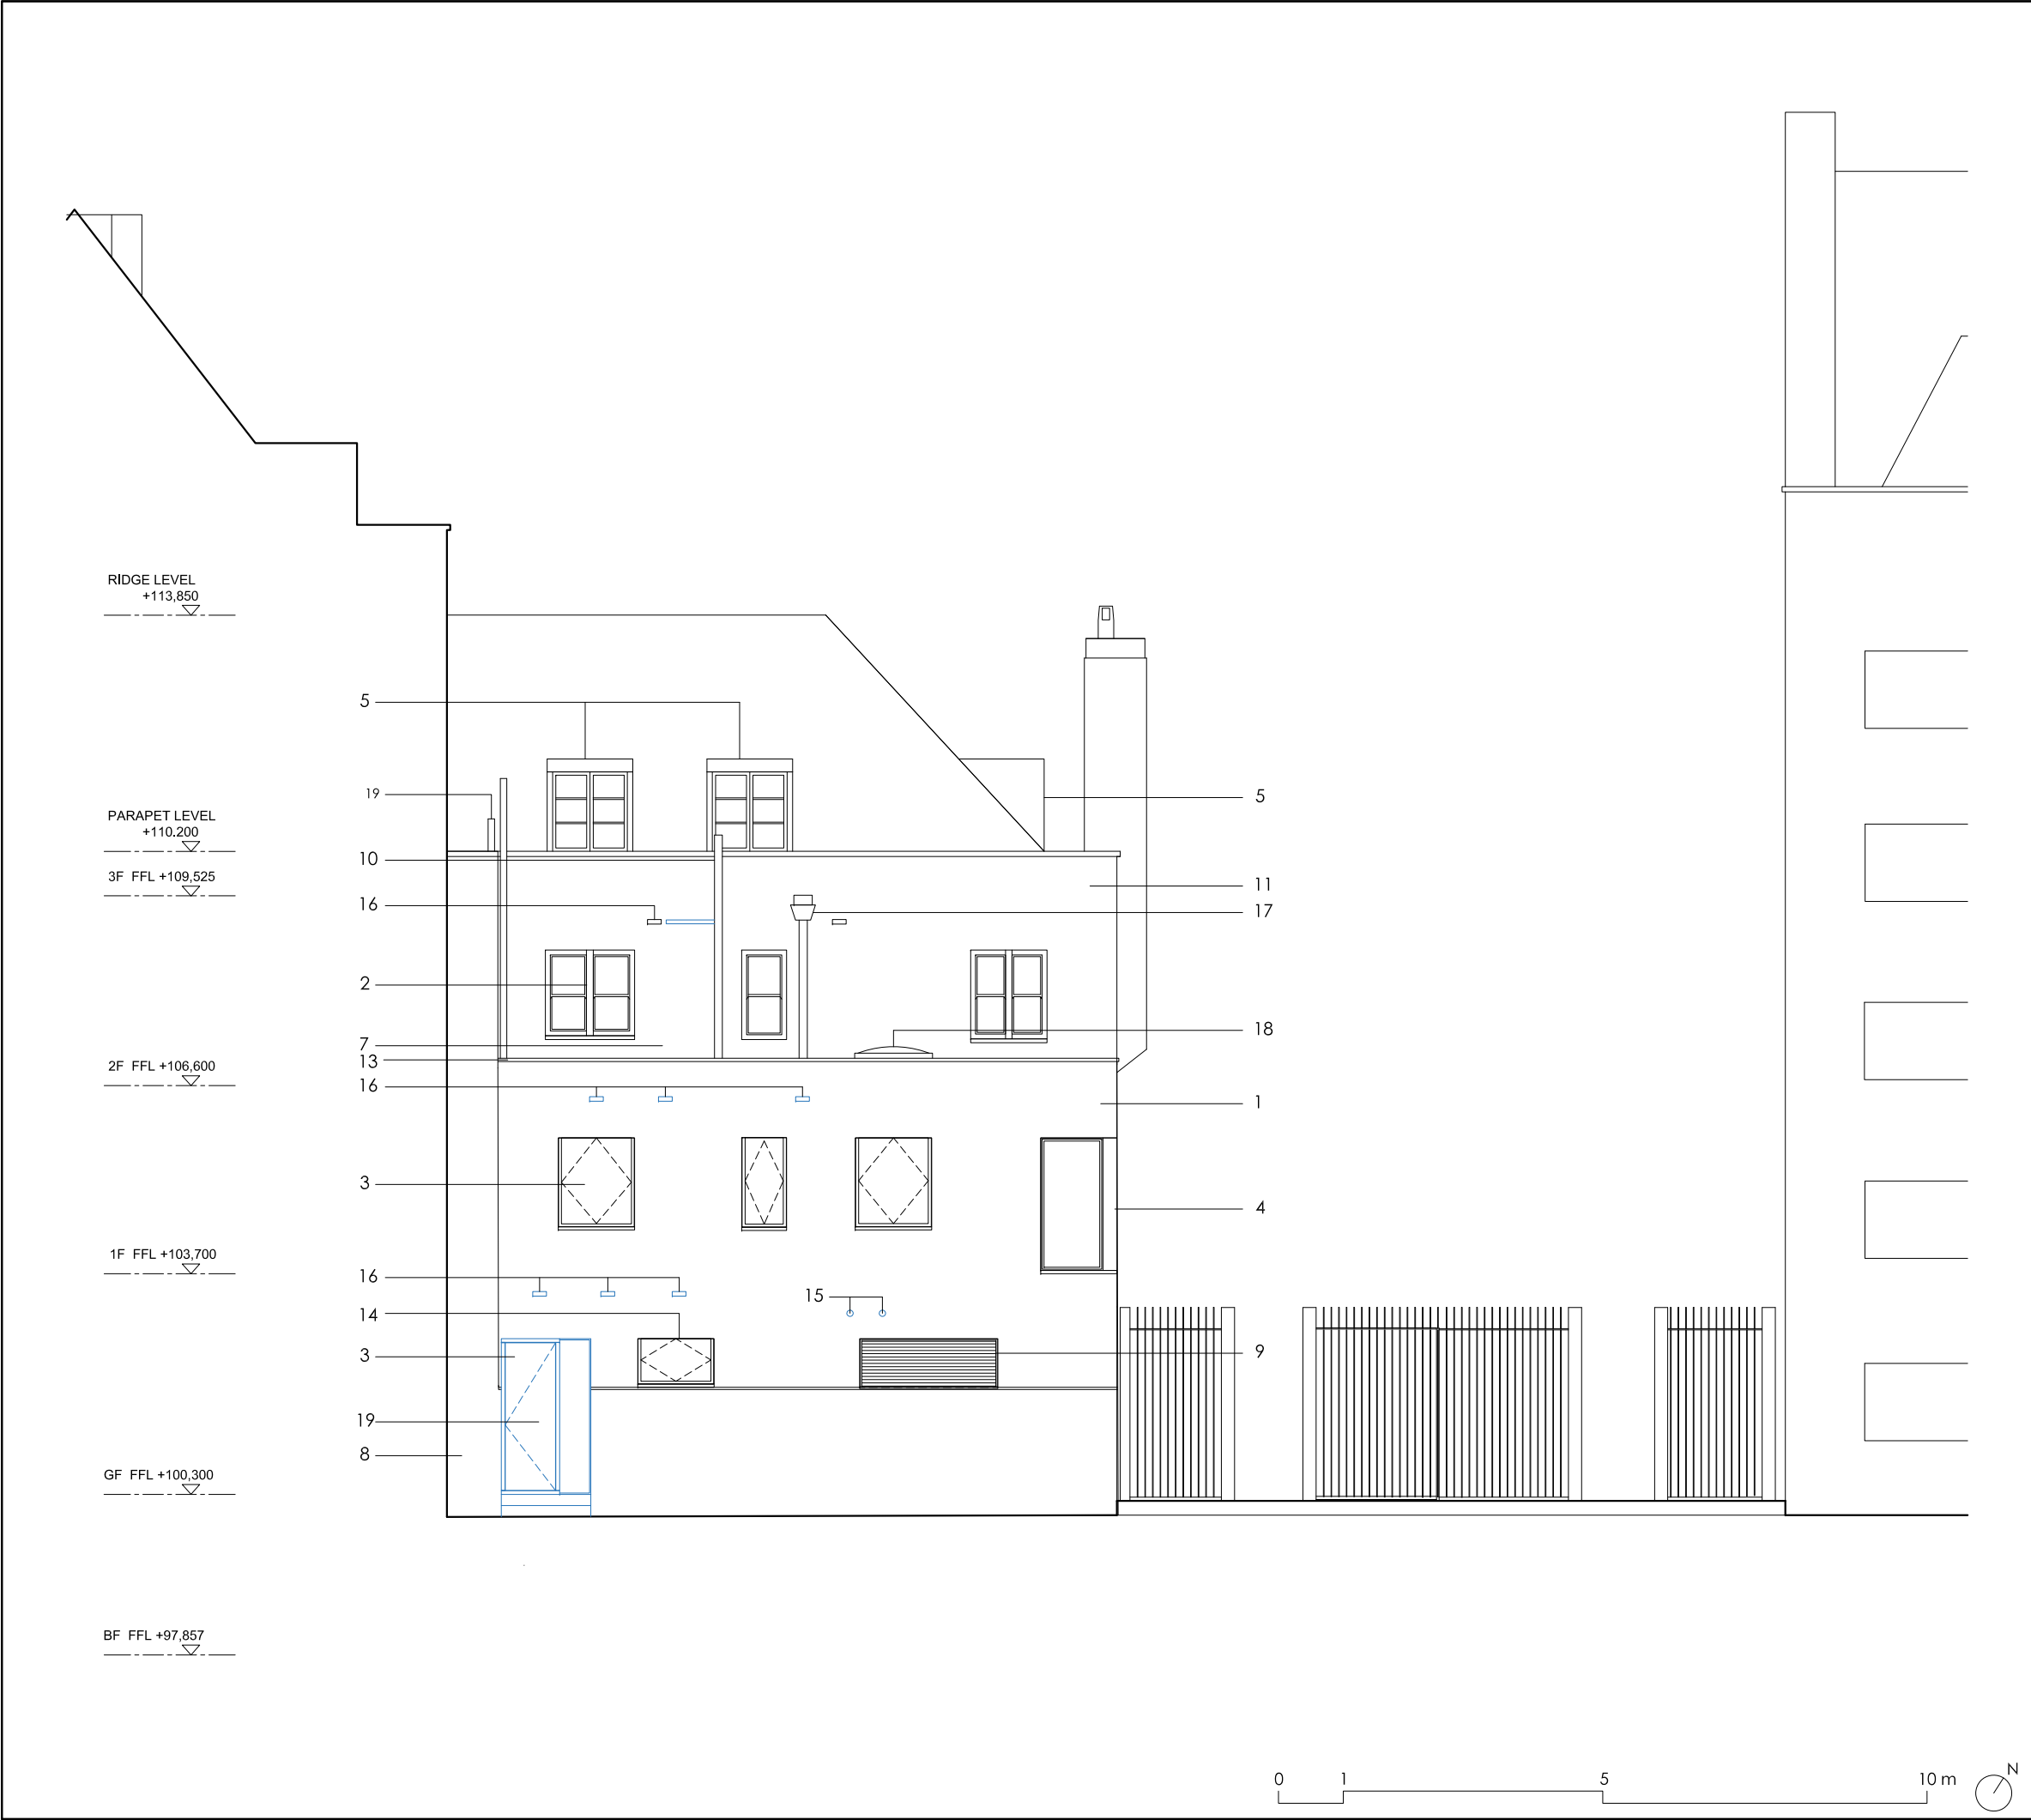 RIDGE LEVEL
+113,850
5
19
5
PARAPET LEVEL
+110.200
10
3F FFL +109,525
11
16
17
2
18
7
13
2F FFL +106,600
16
1
3
4
1F FFL +103,700
16
15
14
9
3
19
8
GF FFL +100,300
BF FFL +97,857
N
0 1 5 10 m